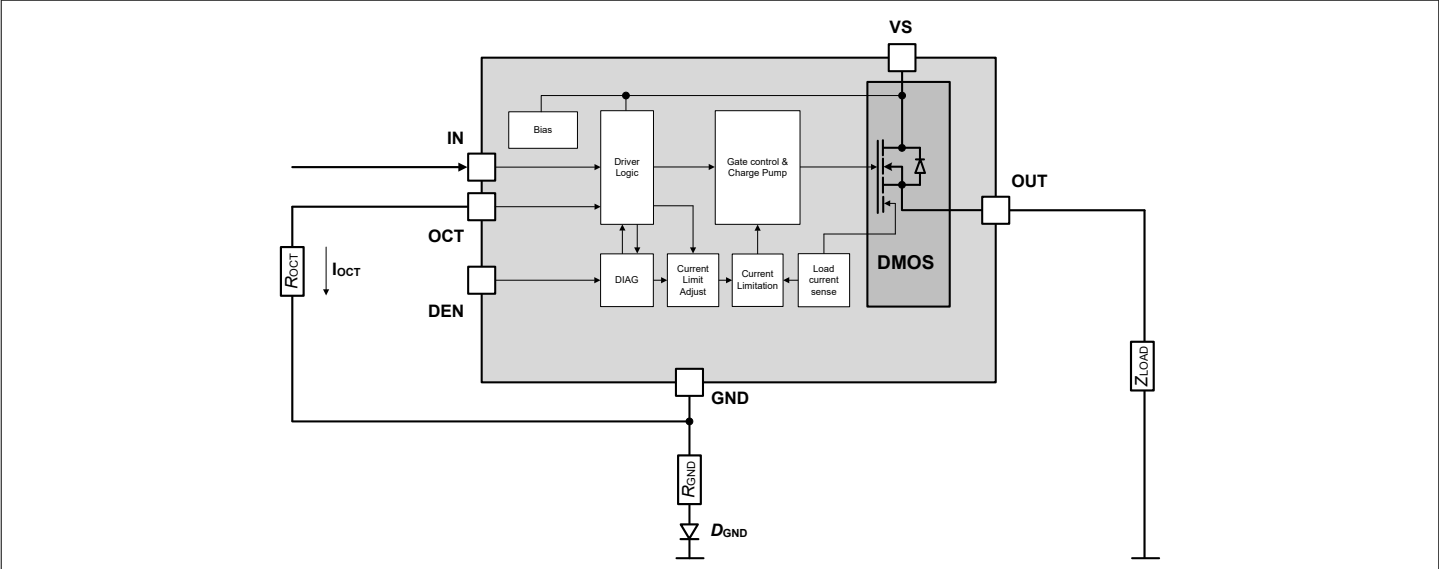 VS
IN
Bias
Driver
Logic
Gate control &
Charge Pump
OUT
OCT
ROCT
IOCT
DEN
DIAG
Current
Limit
Adjust
Current
Limitation
Load
current
sense
DMOS
GND
ZLOAD
RGND
DGND